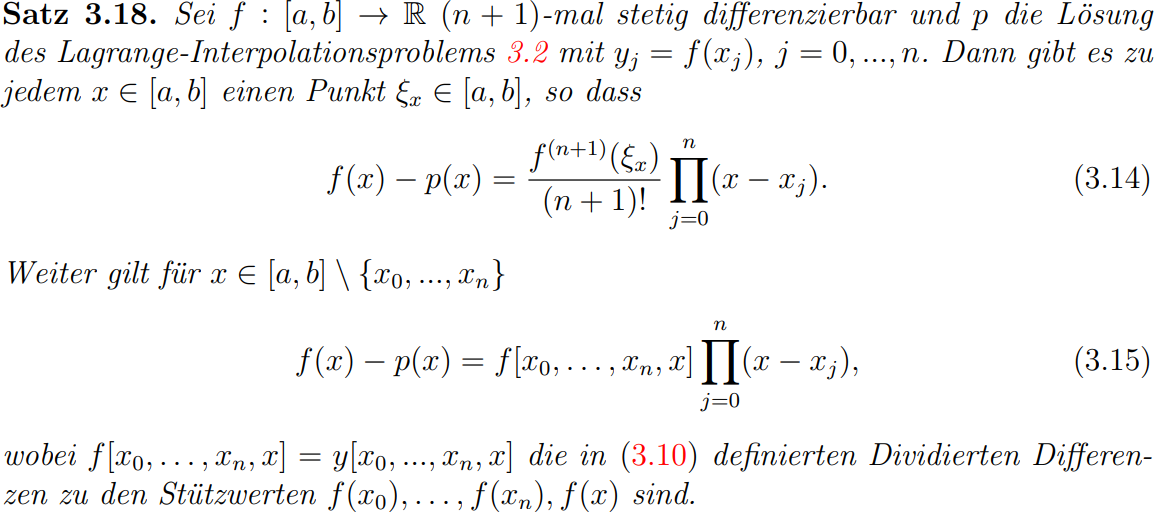 Satz 3.18. Sei f : [a, b] → ℝ (n + 1)-mal stetig differenzierbar und p die Lösung
des Lagrange-Interpolationsproblems 3.2 mit y_j = f(x_j), j = 0, ..., n. Dann gibt es zu
jedem x ∈ [a, b] einen Punkt ξ_x ∈ [a, b], so dass
f(x) − p(x) = \frac{f^{(n+1)}(ξ_x)}{(n + 1)!} \prod_{j=0}^{n} (x − x_j). (3.14)
Weiter gilt für x ∈ [a, b] \ {x_0, ..., x_n}
f(x) − p(x) = f[x_0, . . . , x_n, x] \prod_{j=0}^{n} (x − x_j), (3.15)
wobei f[x_0, . . . , x_n, x] = y[x_0, ..., x_n, x] die in (3.10) definierten Dividierten Differen-
zen zu den Stützwerten f(x_0), . . . , f(x_n), f(x) sind.